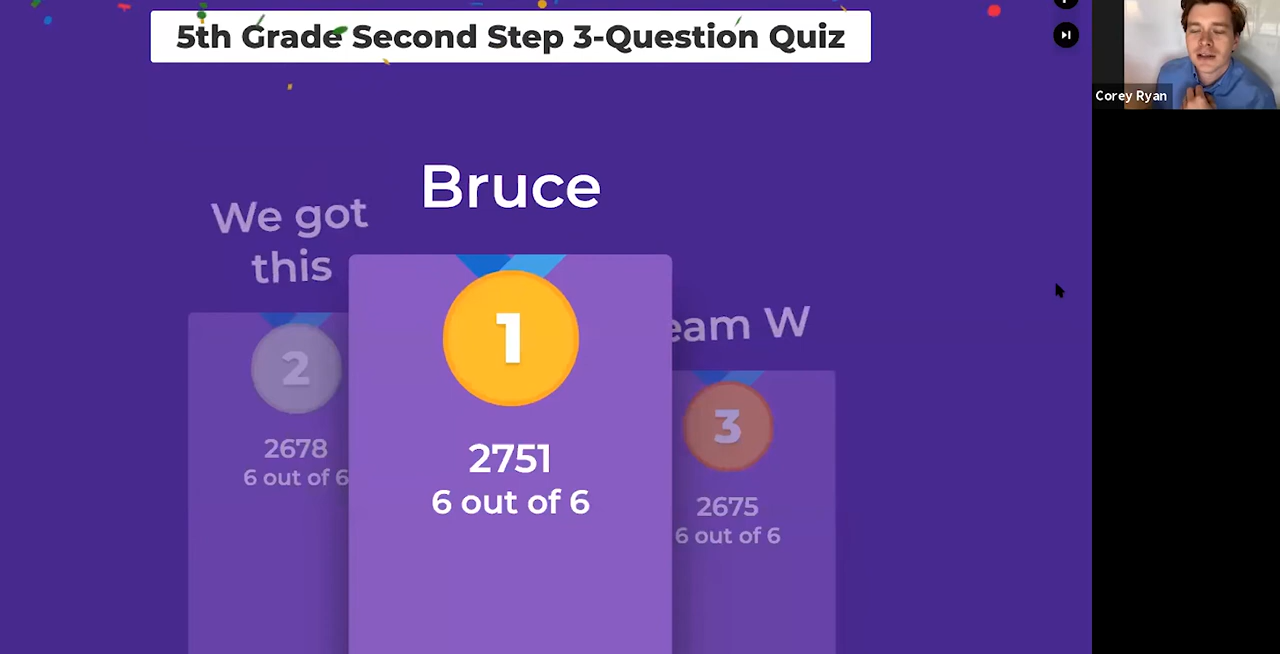 5th Grade Second Step 3-Question Quiz
Corey Ryan
Bruce
We got
this
eam W
1
2
3
2751
6 out of 6
2678
6 out of 6
2675
6 out of 6